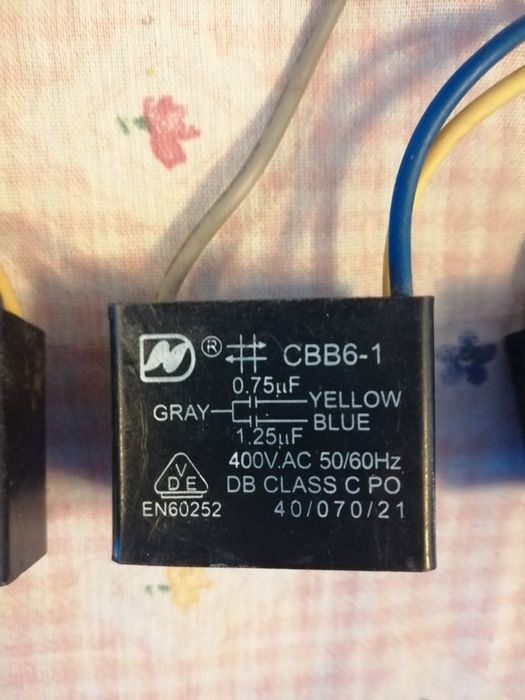 ® CBB6-1
0.75µF
GRAY YELLOW
BLUE
1.25µF
400V.AC 50/60Hz
VDE DB CLASS C PO
EN60252 40/070/21